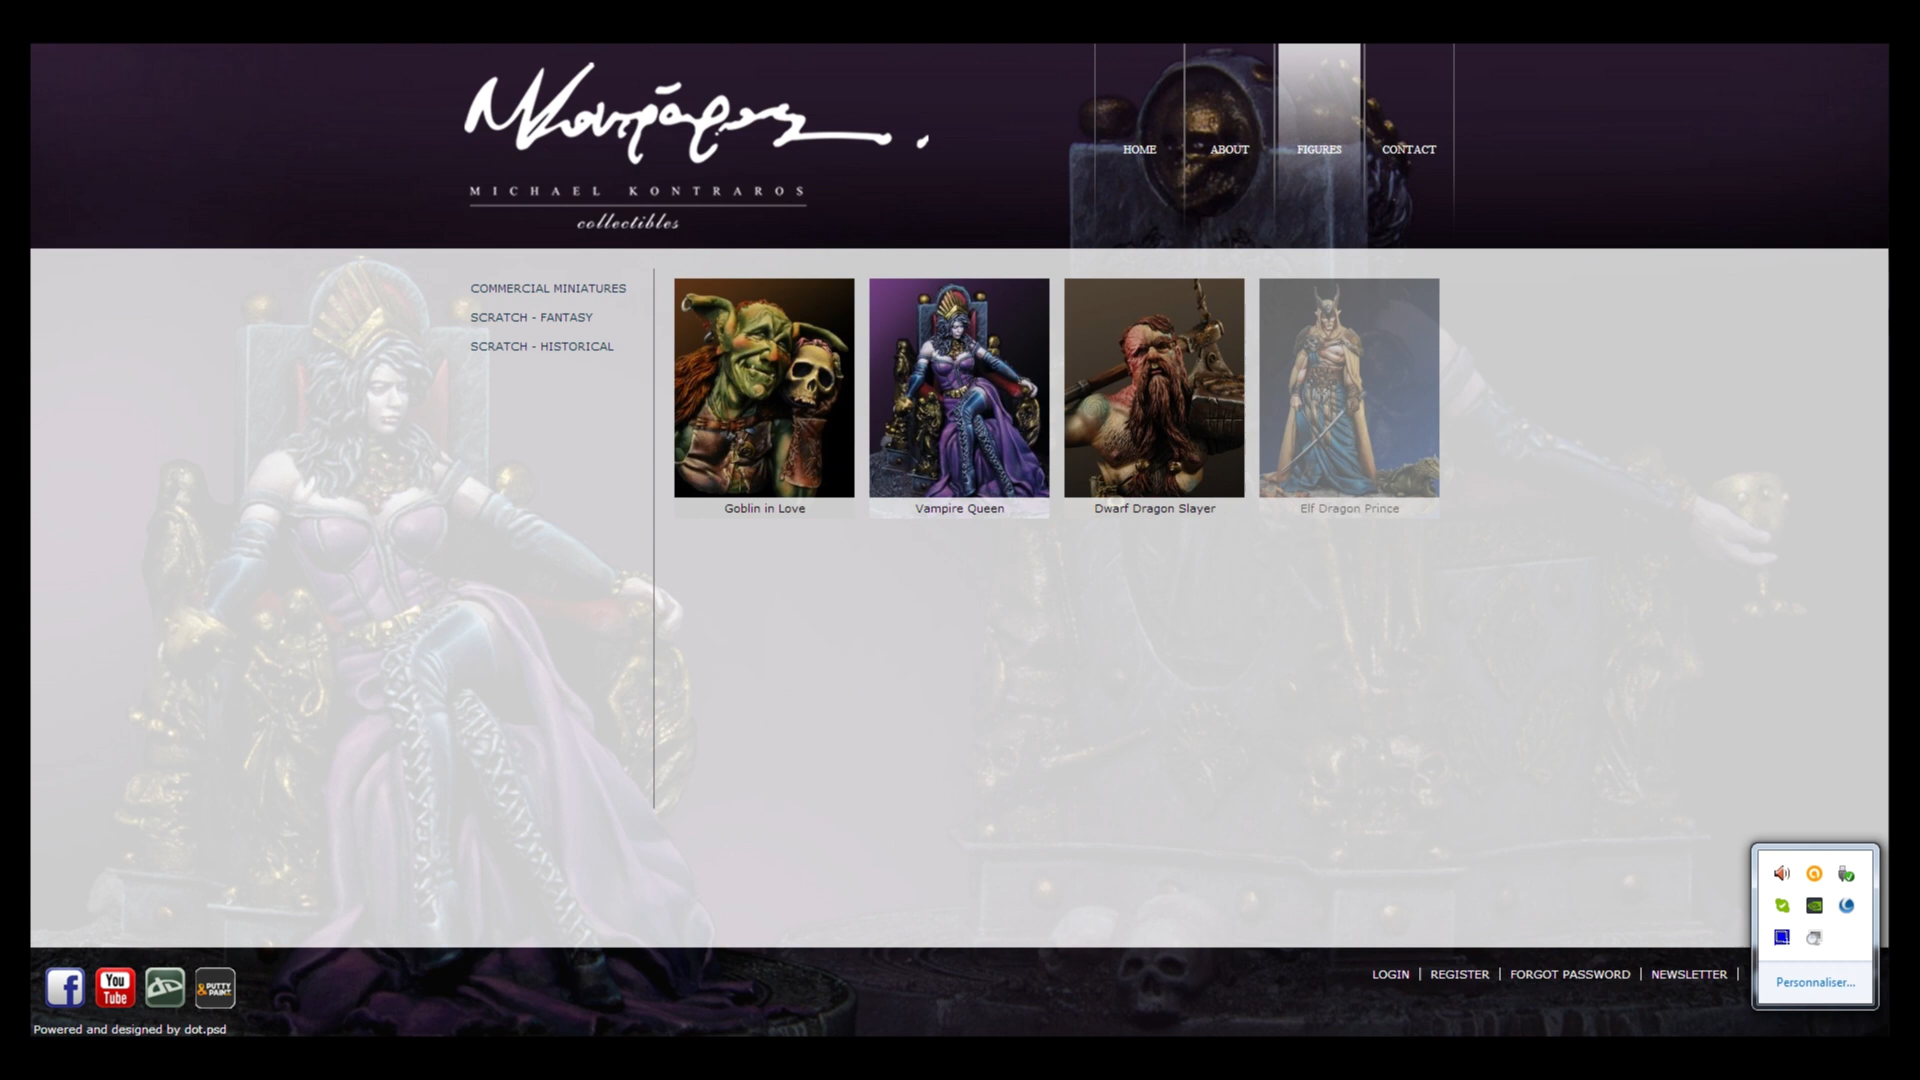 MICHAEL KONTRAROS
collectibles
HOME
ABOUT
FIGURES
CONTACT
COMMERCIAL MINIATURES
SCRATCH - FANTASY
SCRATCH - HISTORICAL
Goblin in Love
Vampire Queen
Dwarf Dragon Slayer
Elf Dragon Prince
You
Tube
PUTTY
& PAINT
LOGIN | REGISTER | FORGOT PASSWORD | NEWSLETTER |
Powered and designed by dot.psd
Personnaliser...